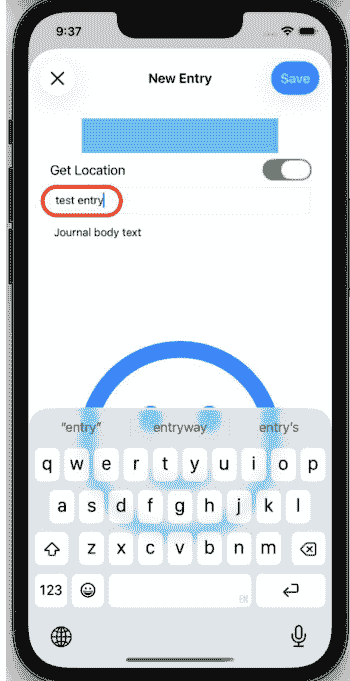 9:37
New Entry
Save
Get Location
test entry
Journal body text
“entry”
entryway
entry's
q w e r t y u i o p
a s d f g h j k l
z x c v b n m
123